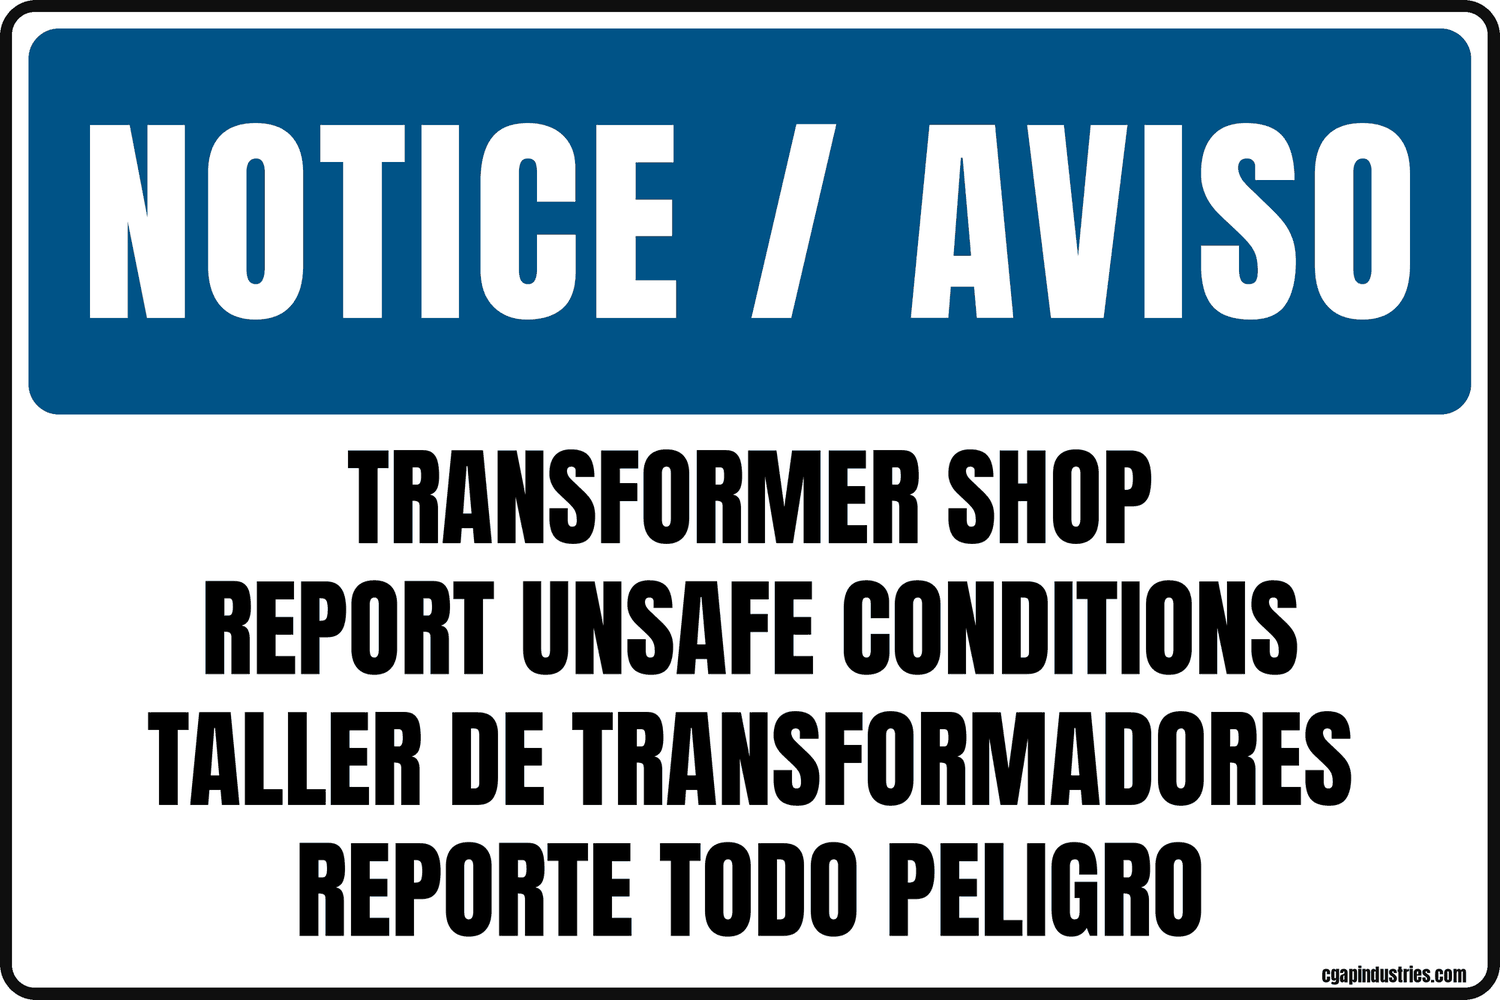 NOTICE / AVISO
TRANSFORMER SHOP
REPORT UNSAFE CONDITIONS
TALLER DE TRANSFORMADORES
REPORTE TODO PELIGRO
cgapindustries.com